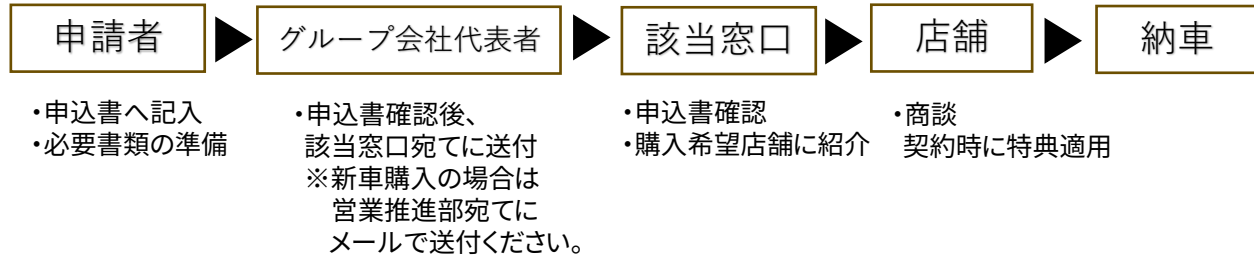 申請者
グループ会社代表者
該当窓口
店舗
納車
・申込書へ記入
・必要書類の準備
・申込書確認後、
該当窓口宛てに送付
※新車購入の場合は
営業推進部宛てに
メールで送付ください。
・申込書確認
・購入希望店舗に紹介
・商談
契約時に特典適用